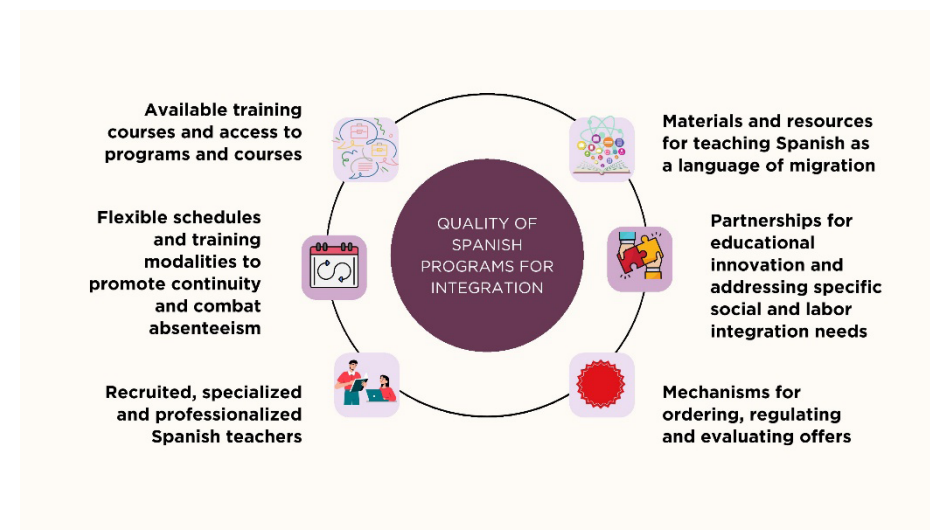 Available training
courses and access to
programs and courses
Flexible schedules
and training
modalities to
promote continuity
and combat
absenteeism
Recruited, specialized
and professionalized
Spanish teachers
QUALITY OF
SPANISH
PROGRAMS FOR
INTEGRATION
Materials and resources
for teaching Spanish as
a language of migration
Partnerships for
educational
innovation and
addressing specific
social and labor
integration needs
Mechanisms for
ordering, regulating
and evaluating offers